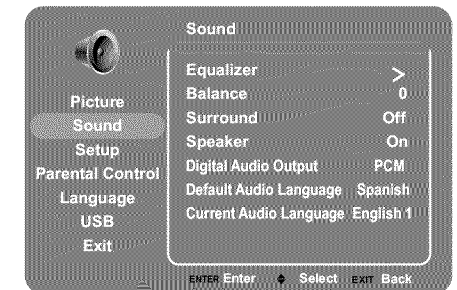 Sound
Picture
Sound
Setup
Parental Control
Language
USB
Exit
Equalizer >
Balance 0
Surround Off
Speaker On
Digital Audio Output PCM
Default Audio Language Spanish
Current Audio Language English 1
ENTER Enter Select EXIT Back